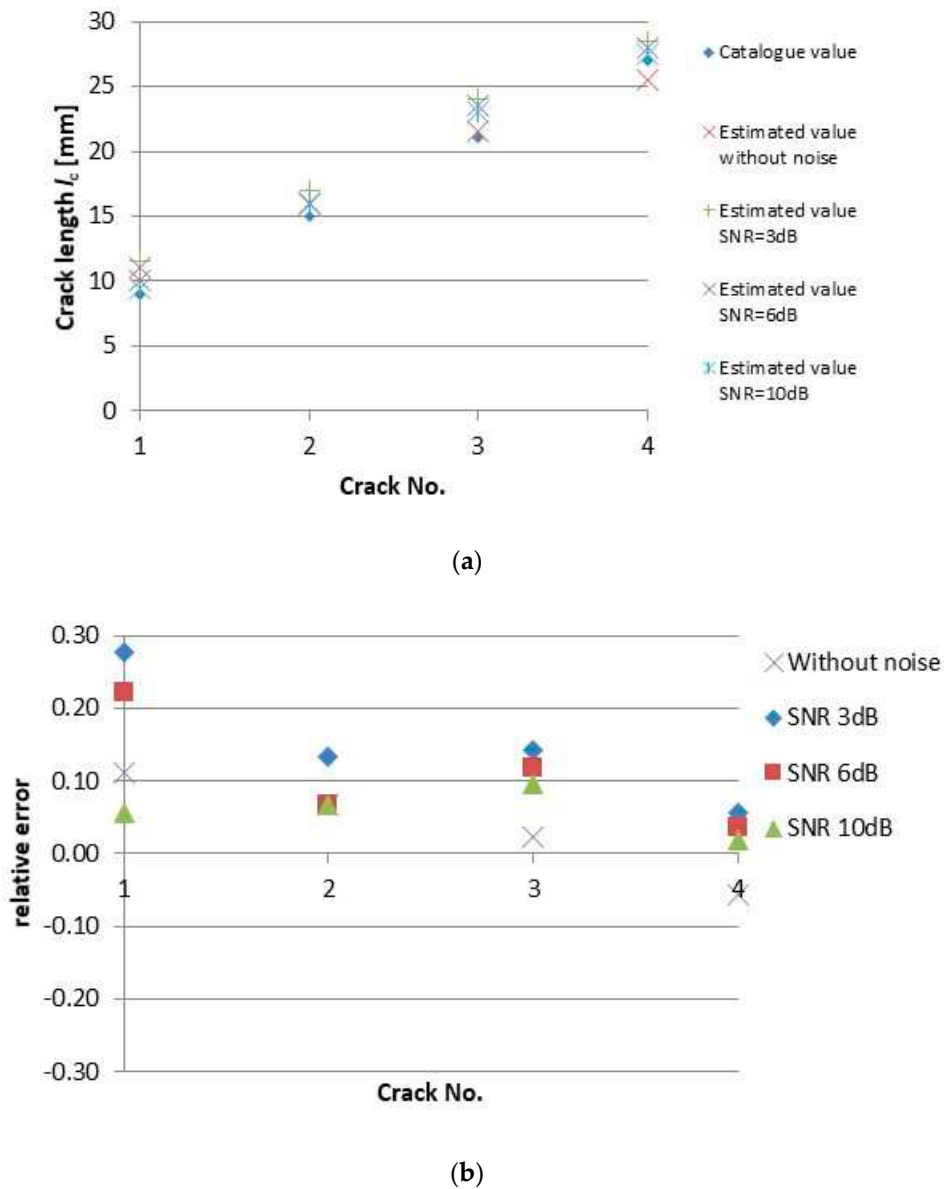 30
25
20
15
10
5
0
Crack length lc [mm]
1 2 3 4
Crack No.
Catalogue value
Estimated value
without noise
Estimated value
SNR=3dB
Estimated value
SNR=6dB
Estimated value
SNR=10dB
(a)
0.30
0.20
0.10
0.00
-0.10
-0.20
-0.30
relative error
1 2 3 4
Crack No.
Without noise
SNR 3dB
SNR 6dB
SNR 10dB
(b)